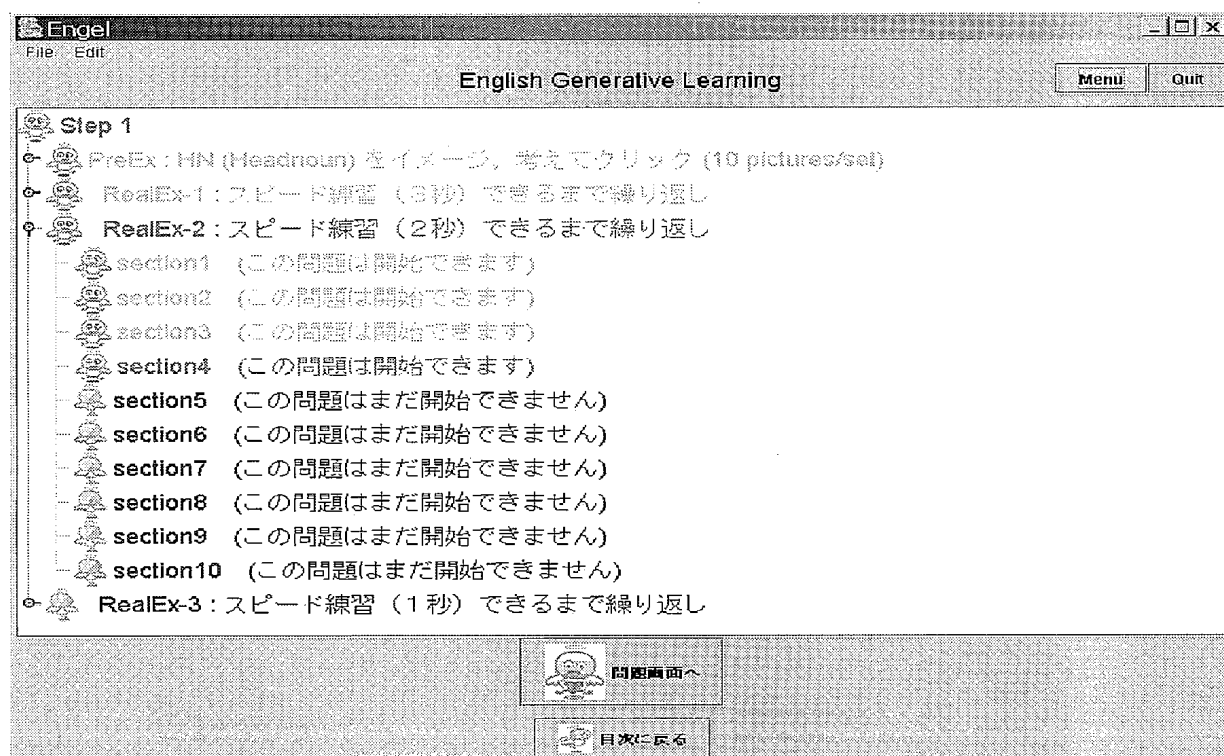 Engel
File Edit
English Generative Learning
Menu Quit
Step 1
PreEx : HN (Headnoun) をイメージ，考えてクリック (10 pictures/set)
RealEx-1 : スピード練習（3秒）できるまで繰り返し
RealEx-2 : スピード練習（2秒）できるまで繰り返し
section1 (この問題は開始できます)
section2 (この問題は開始できます)
section3 (この問題は開始できます)
section4 (この問題は開始できます)
section5 (この問題はまだ開始できません)
section6 (この問題はまだ開始できません)
section7 (この問題はまだ開始できません)
section8 (この問題はまだ開始できません)
section9 (この問題はまだ開始できません)
section10 (この問題はまだ開始できません)
RealEx-3 : スピード練習（1秒）できるまで繰り返し
問題画面へ
目次に戻る